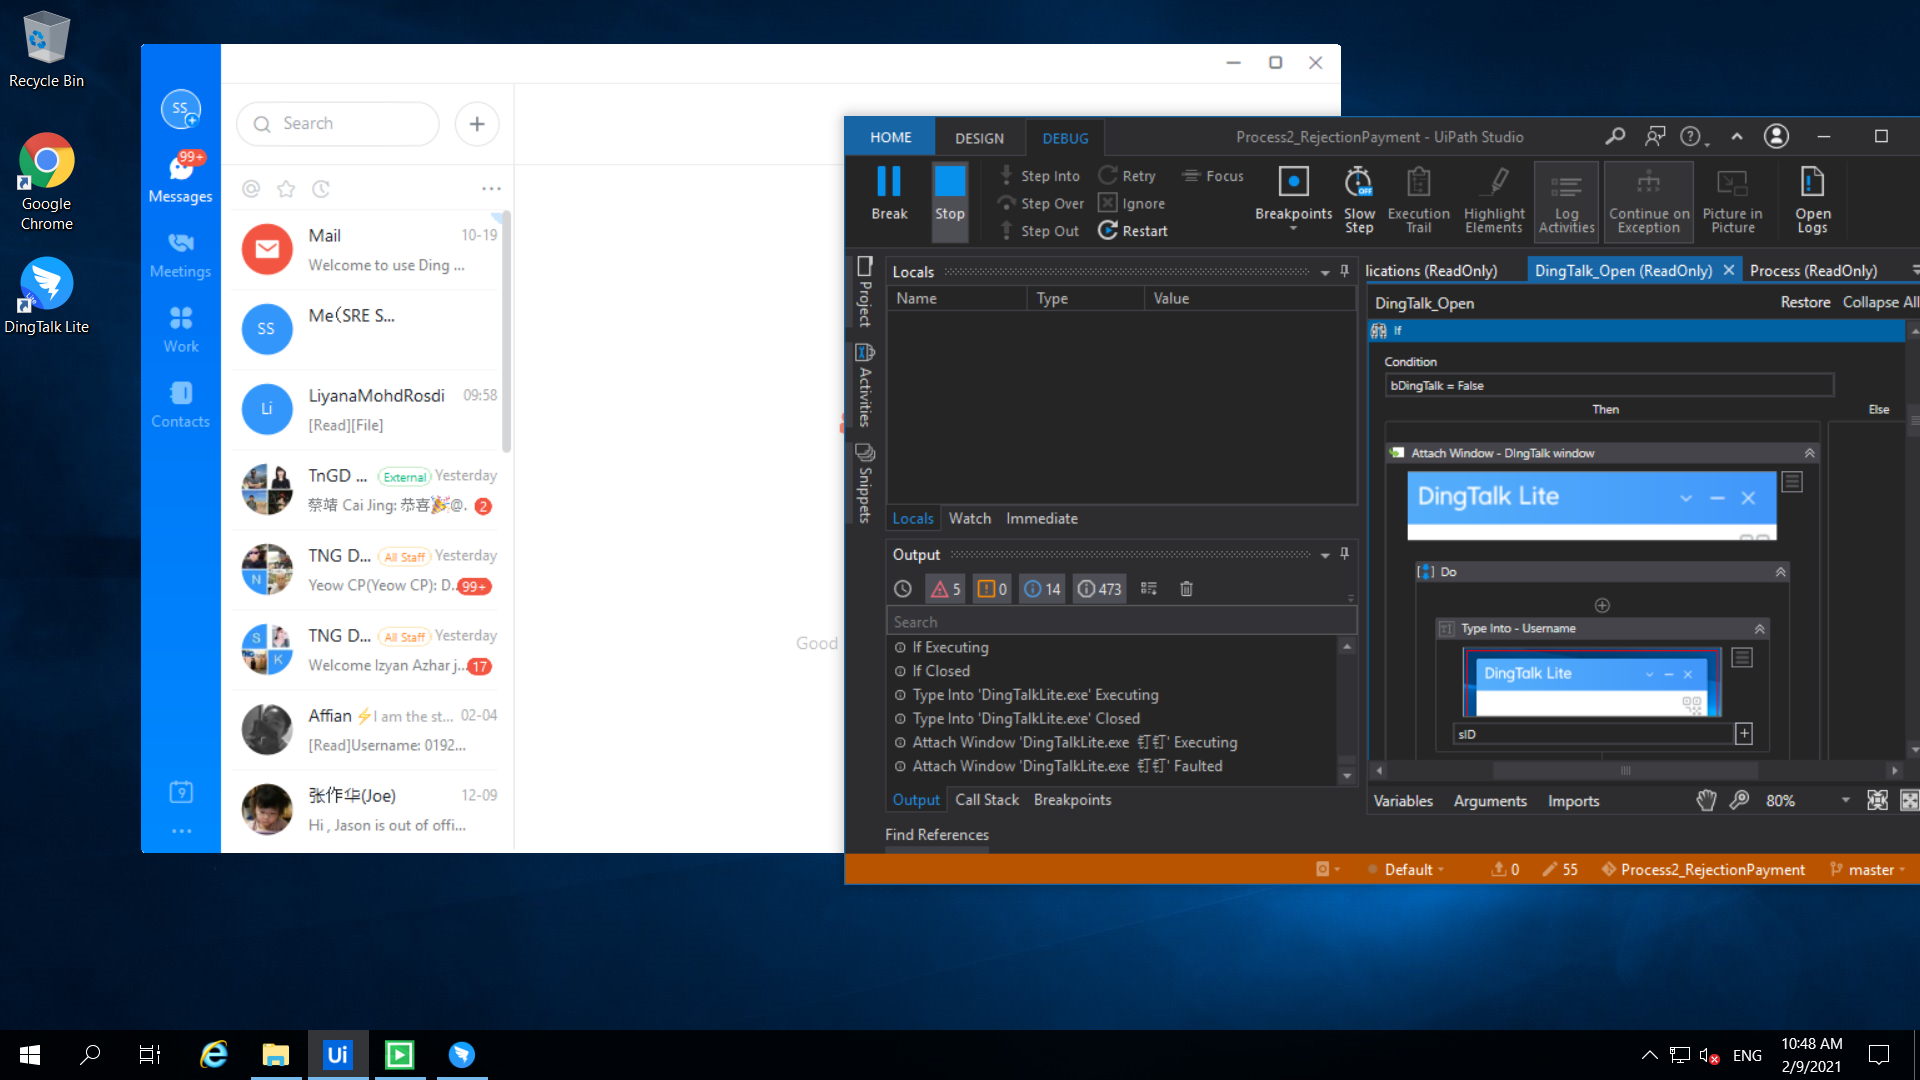 Recycle Bin
Google
Chrome
DingTalk Lite
SS
99+
Messages
Meetings
Work
Contacts
9
Search
Mail 10-19
Welcome to use Ding ...
SS
Me(SRE S...
Li
LiyanaMohdRosdi 09:58
[Read][File]
TnGD ... External Yesterday
蔡靖 Cai Jing: 恭喜🎉@. 2
N
TNG D... All Staff Yesterday
Yeow CP(Yeow CP): D... 99+
S
K
TNG D... All Staff Yesterday
Welcome Izyan Azhar j... 17
Affian ⚡I am the st... 02-04
[Read]Username: 0192...
张作华(Joe) 12-09
Hi , Jason is out of offi...
Good
HOME DESIGN DEBUG Process2_RejectionPayment - UiPath Studio
Break
Stop
Step Into
Step Over
Step Out
Retry
Ignore
Restart
Focus
Breakpoints
OFF
Slow
Step
Execution
Trail
Highlight
Elements
Log
Activities
Continue on
Exception
Picture in
Picture
Open
Logs
Project
Activities
Snippets
Locals
Name Type Value
Locals Watch Immediate
Output
5 0 14 473
Search
If Executing
If Closed
Type Into 'DingTalkLite.exe' Executing
Type Into 'DingTalkLite.exe' Closed
Attach Window 'DingTalkLite.exe 钉钉' Executing
Attach Window 'DingTalkLite.exe 钉钉' Faulted
Output Call Stack Breakpoints
Find References
lications (ReadOnly) DingTalk_Open (ReadOnly) Process (ReadOnly)
DingTalk_Open Restore Collapse All
If
Condition
bDingTalk = False
Then Else
Attach Window - DIngTalk window
DingTalk Lite
Do
Type Into - Username
DingTalk Lite
sID
Variables Arguments Imports 80%
Default 0 55 Process2_RejectionPayment master
Ui
ENG
10:48 AM
2/9/2021